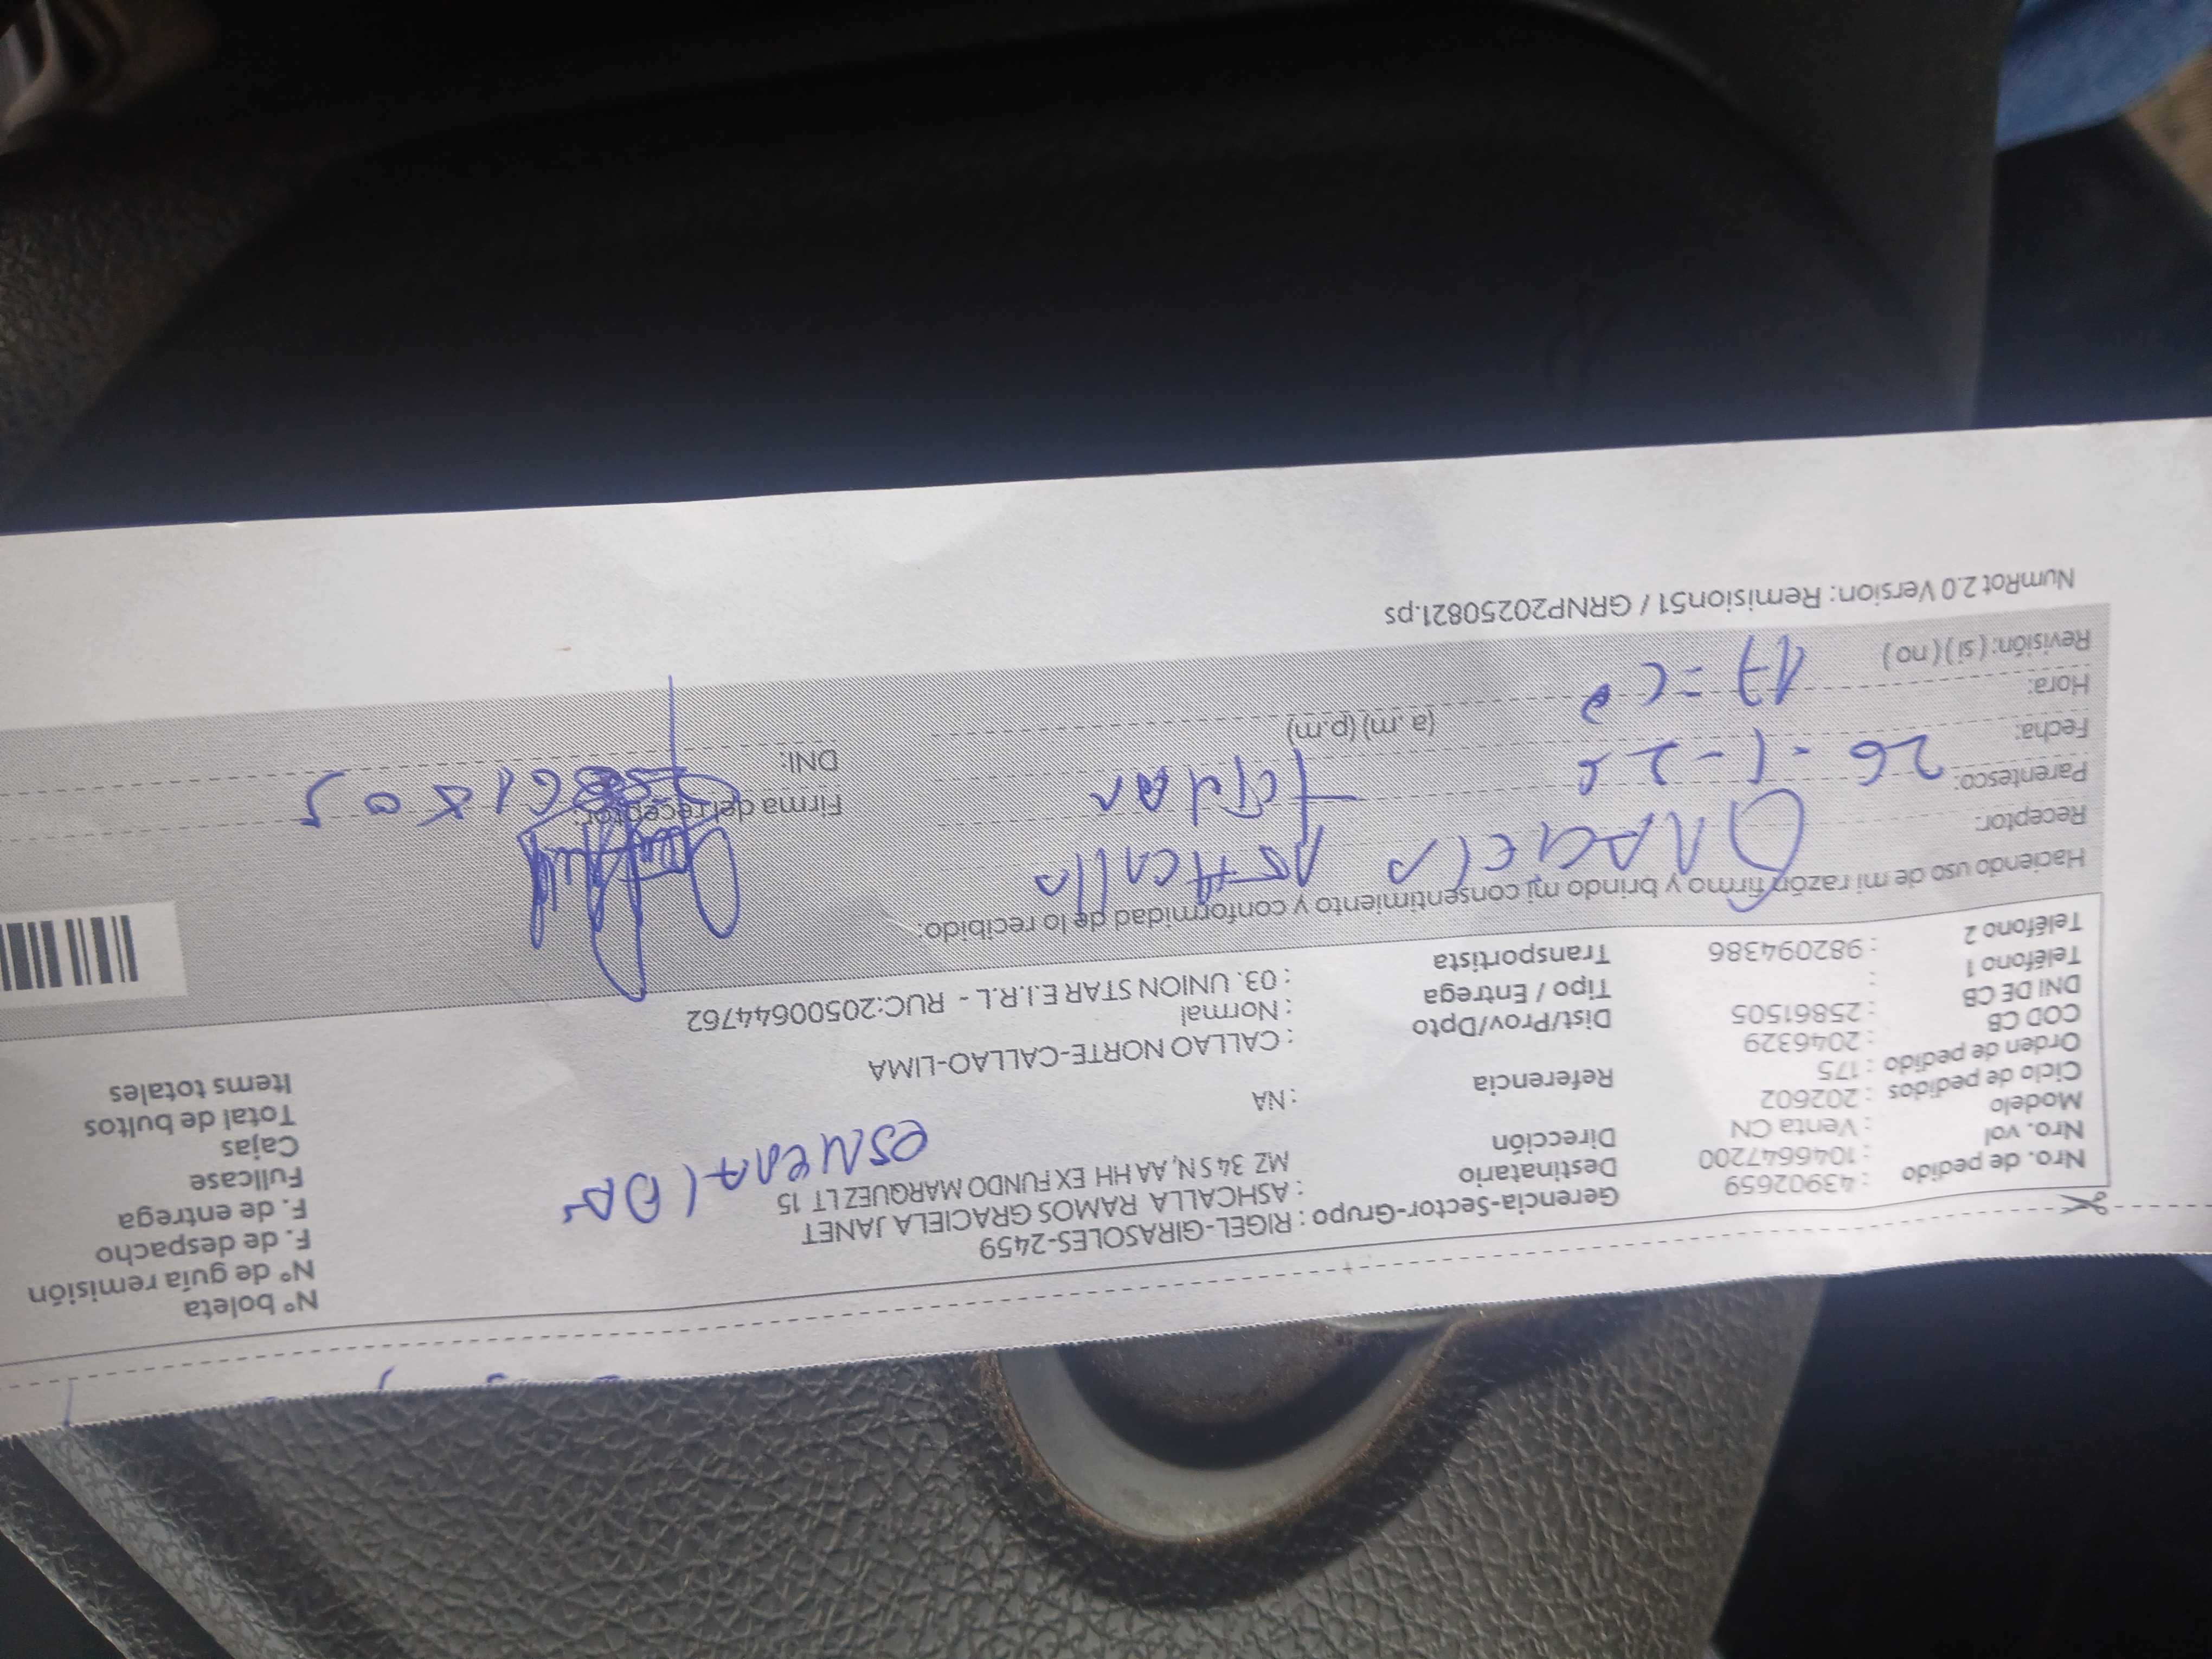 Nro. de pedido : 43902659
Nro. vol : 1046647200
Modelo : Venta CN
Ciclo de pedidos : 202602
Orden de pedido : 175
COD CB : 2046329
DNI DE CB : 25861505
Teléfono 1 :
Teléfono 2 : 982094386
Gerencia-Sector-Grupo : RIGEL-GIRASOLES-2459
Destinatario : ASHCALLA RAMOS GRACIELA JANET
Dirección MZ 34 S N, AA HH EX FUNDO MARQUEZ LT 15
Referencia : NA
Dist/Prov/Dpto : CALLAO NORTE-CALLAO-LIMA
Tipo / Entrega : Normal
Transportista : 03. UNION STAR E.I.R.L - RUC:20500644762
N° boleta
N° de guía remisión
F. de despacho
F. de entrega
Fullcase
Cajas
Total de bultos
Items totales
Haciendo uso de mi razón firmo y brindo mi consentimiento y conformidad de lo recibido:
Receptor:
Parentesco:
Fecha:
Hora: (a. m) (p.m)
Revisión: ( si ) ( no )
Firma del receptor:
DNI:
NumRot 2.0 Version: Remision51 / GRNP20250821.ps